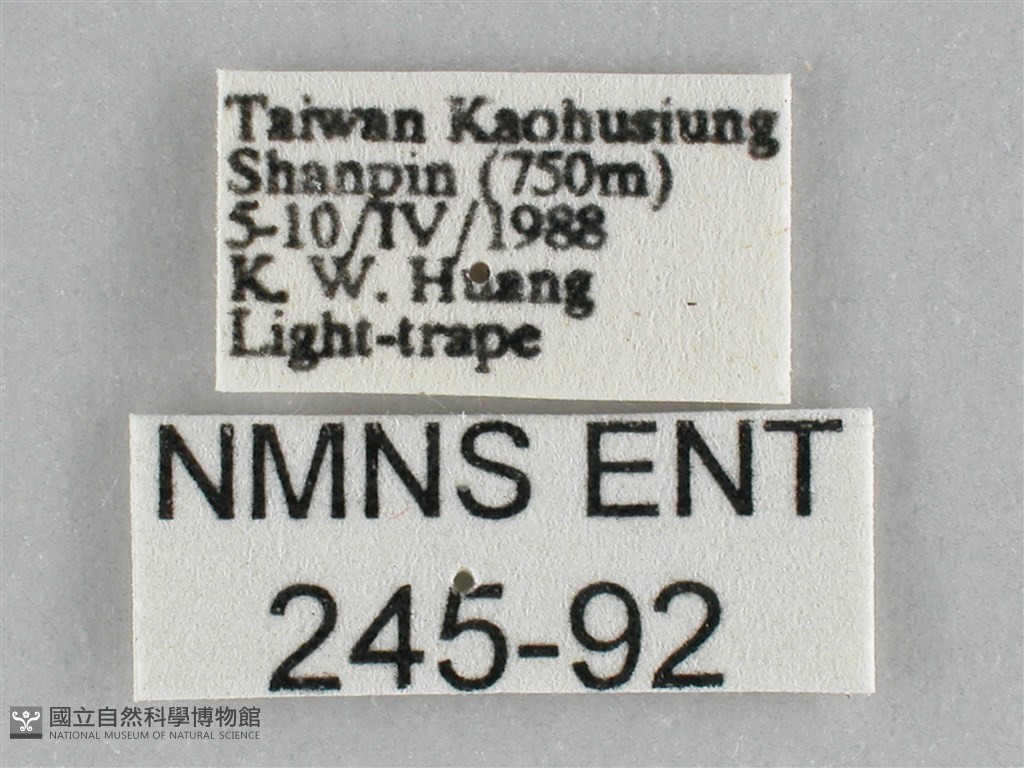 Taiwan Kaohusiung
Shanpin (750m)
5-10/IV/1988
K. W. Huang
Light-trape
NMNS ENT
245-92
國立自然科學博物館
NATIONAL MUSEUM OF NATURAL SCIENCE